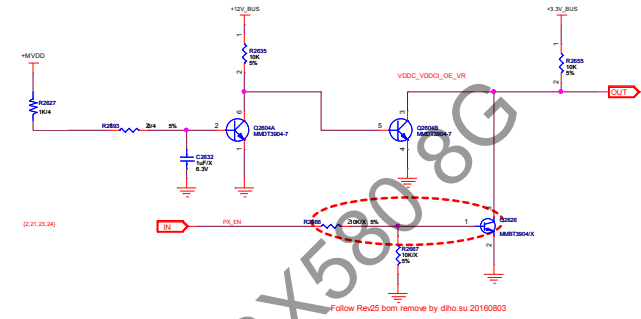 +12V_BUS
+3.3V_BUS
+MVDD
R2635
10K
5%
R2655
10K
5%
VDDC_VDDCI_OE_VR
OUT
R2627
1K/4
5%
Q2604A
MMDT3904-7
Q2604B
MMDT3904-7
C2632
1uF/X
6.3V
(2,21,23,24)
IN
PX_EN
5%
MMBT3904/X
R2667
10K/X
5%
RX580 8G
Follow Rev25 bom remove by diho.su 20160803